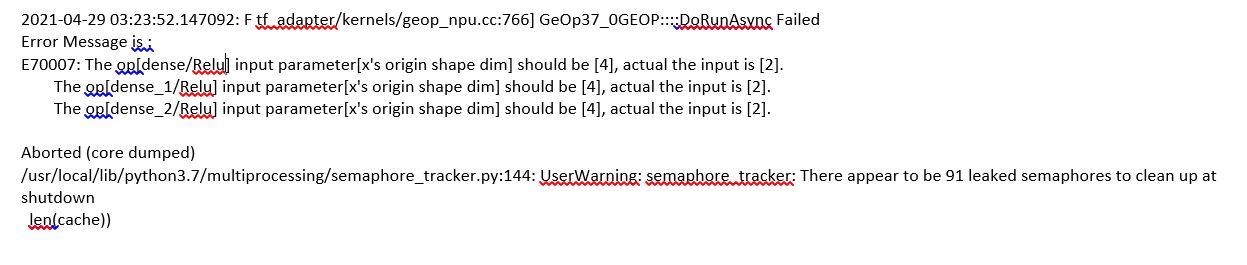 2021-04-29 03:23:52.147092: F tf_adapter/kernels/geop_npu.cc:766] GeOp37_0GEOP::::DoRunAsync Failed
Error Message is :
E70007: The op[dense/Relu] input parameter[x's origin shape dim] should be [4], actual the input is [2].
The op[dense_1/Relu] input parameter[x's origin shape dim] should be [4], actual the input is [2].
The op[dense_2/Relu] input parameter[x's origin shape dim] should be [4], actual the input is [2].
Aborted (core dumped)
/usr/local/lib/python3.7/multiprocessing/semaphore_tracker.py:144: UserWarning: semaphore_tracker: There appear to be 91 leaked semaphores to clean up at
shutdown
len(cache))